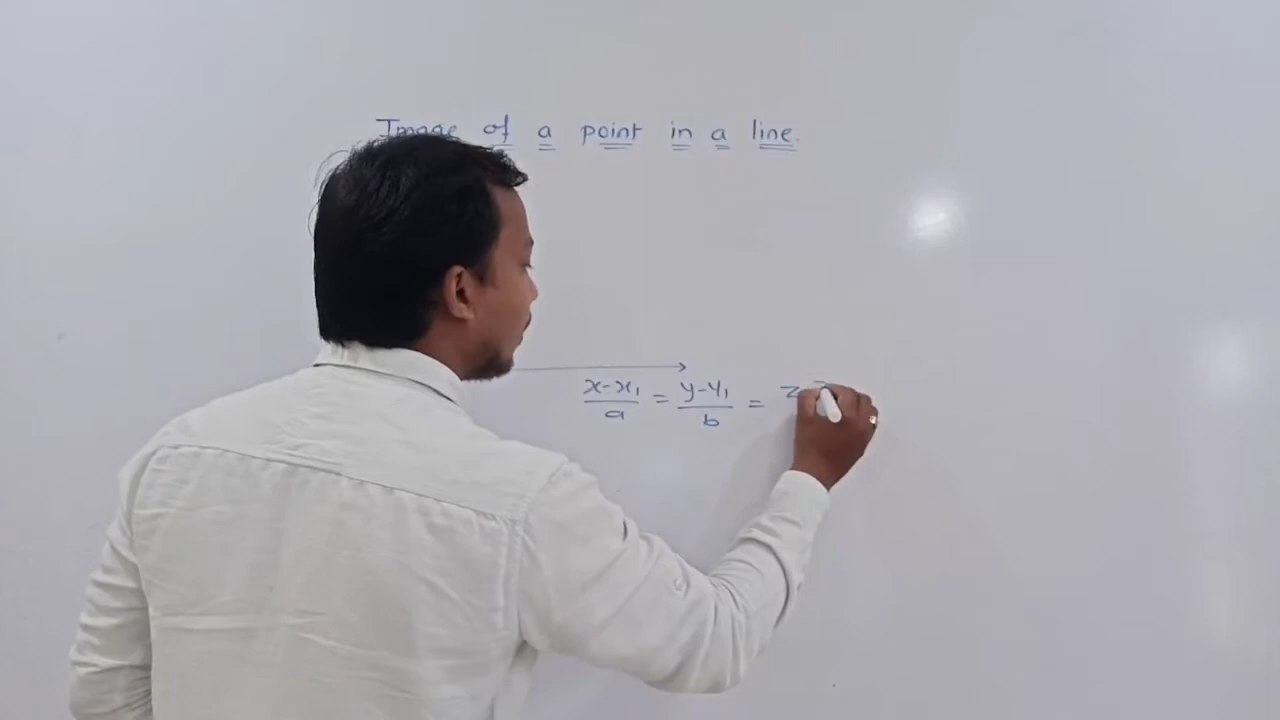 Image of a point in a line.
x-x₁/a = y-y₁/b = z